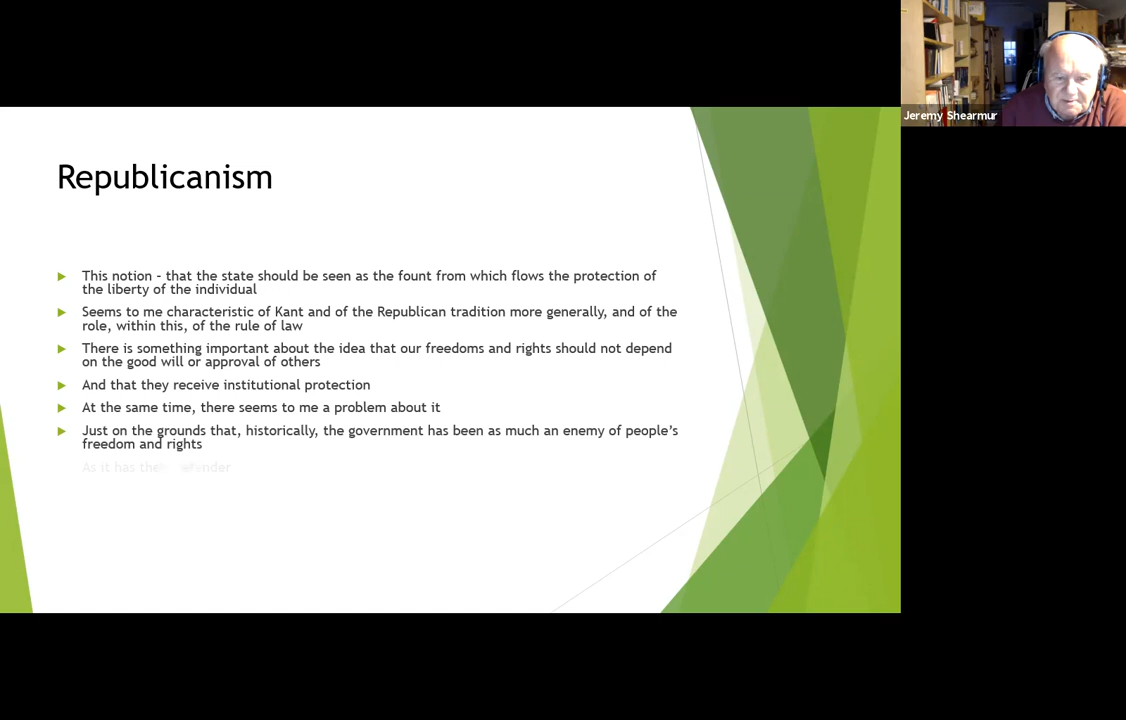 Jeremy Shearmur
Republicanism
This notion – that the state should be seen as the fount from which flows the protection of
the liberty of the individual
Seems to me characteristic of Kant and of the Republican tradition more generally, and of the
role, within this, of the rule of law
There is something important about the idea that our freedoms and rights should not depend
on the good will or approval of others
And that they receive institutional protection
At the same time, there seems to me a problem about it
Just on the grounds that, historically, the government has been as much an enemy of people’s
freedom and rights
As it has